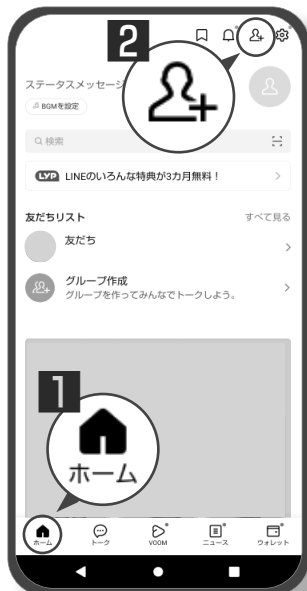 2
ステータスメッセージ
BGMを設定
検索
LYP LINEのいろんな特典が3カ月無料！
友だちリスト すべて見る
友だち
グループ作成
グループを作ってみんなでトークしよう。
1
ホーム
ホーム トーク VOOM ニュース ウォレット